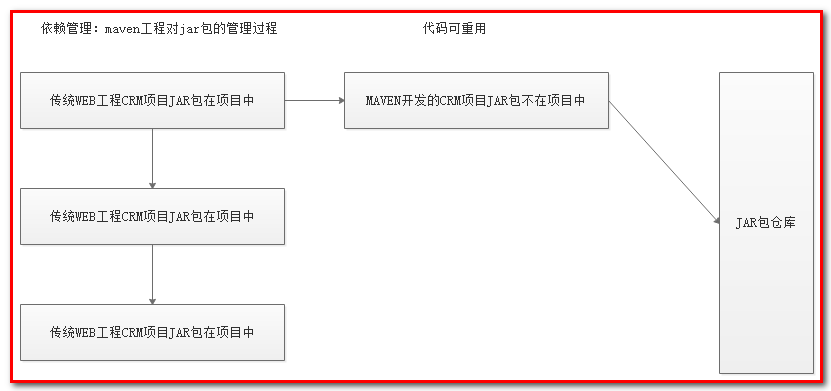 依赖管理：maven工程对jar包的管理过程
代码可重用
传统WEB工程CRM项目JAR包在项目中
MAVEN开发的CRM项目JAR包不在项目中
传统WEB工程CRM项目JAR包在项目中
JAR包仓库
传统WEB工程CRM项目JAR包在项目中